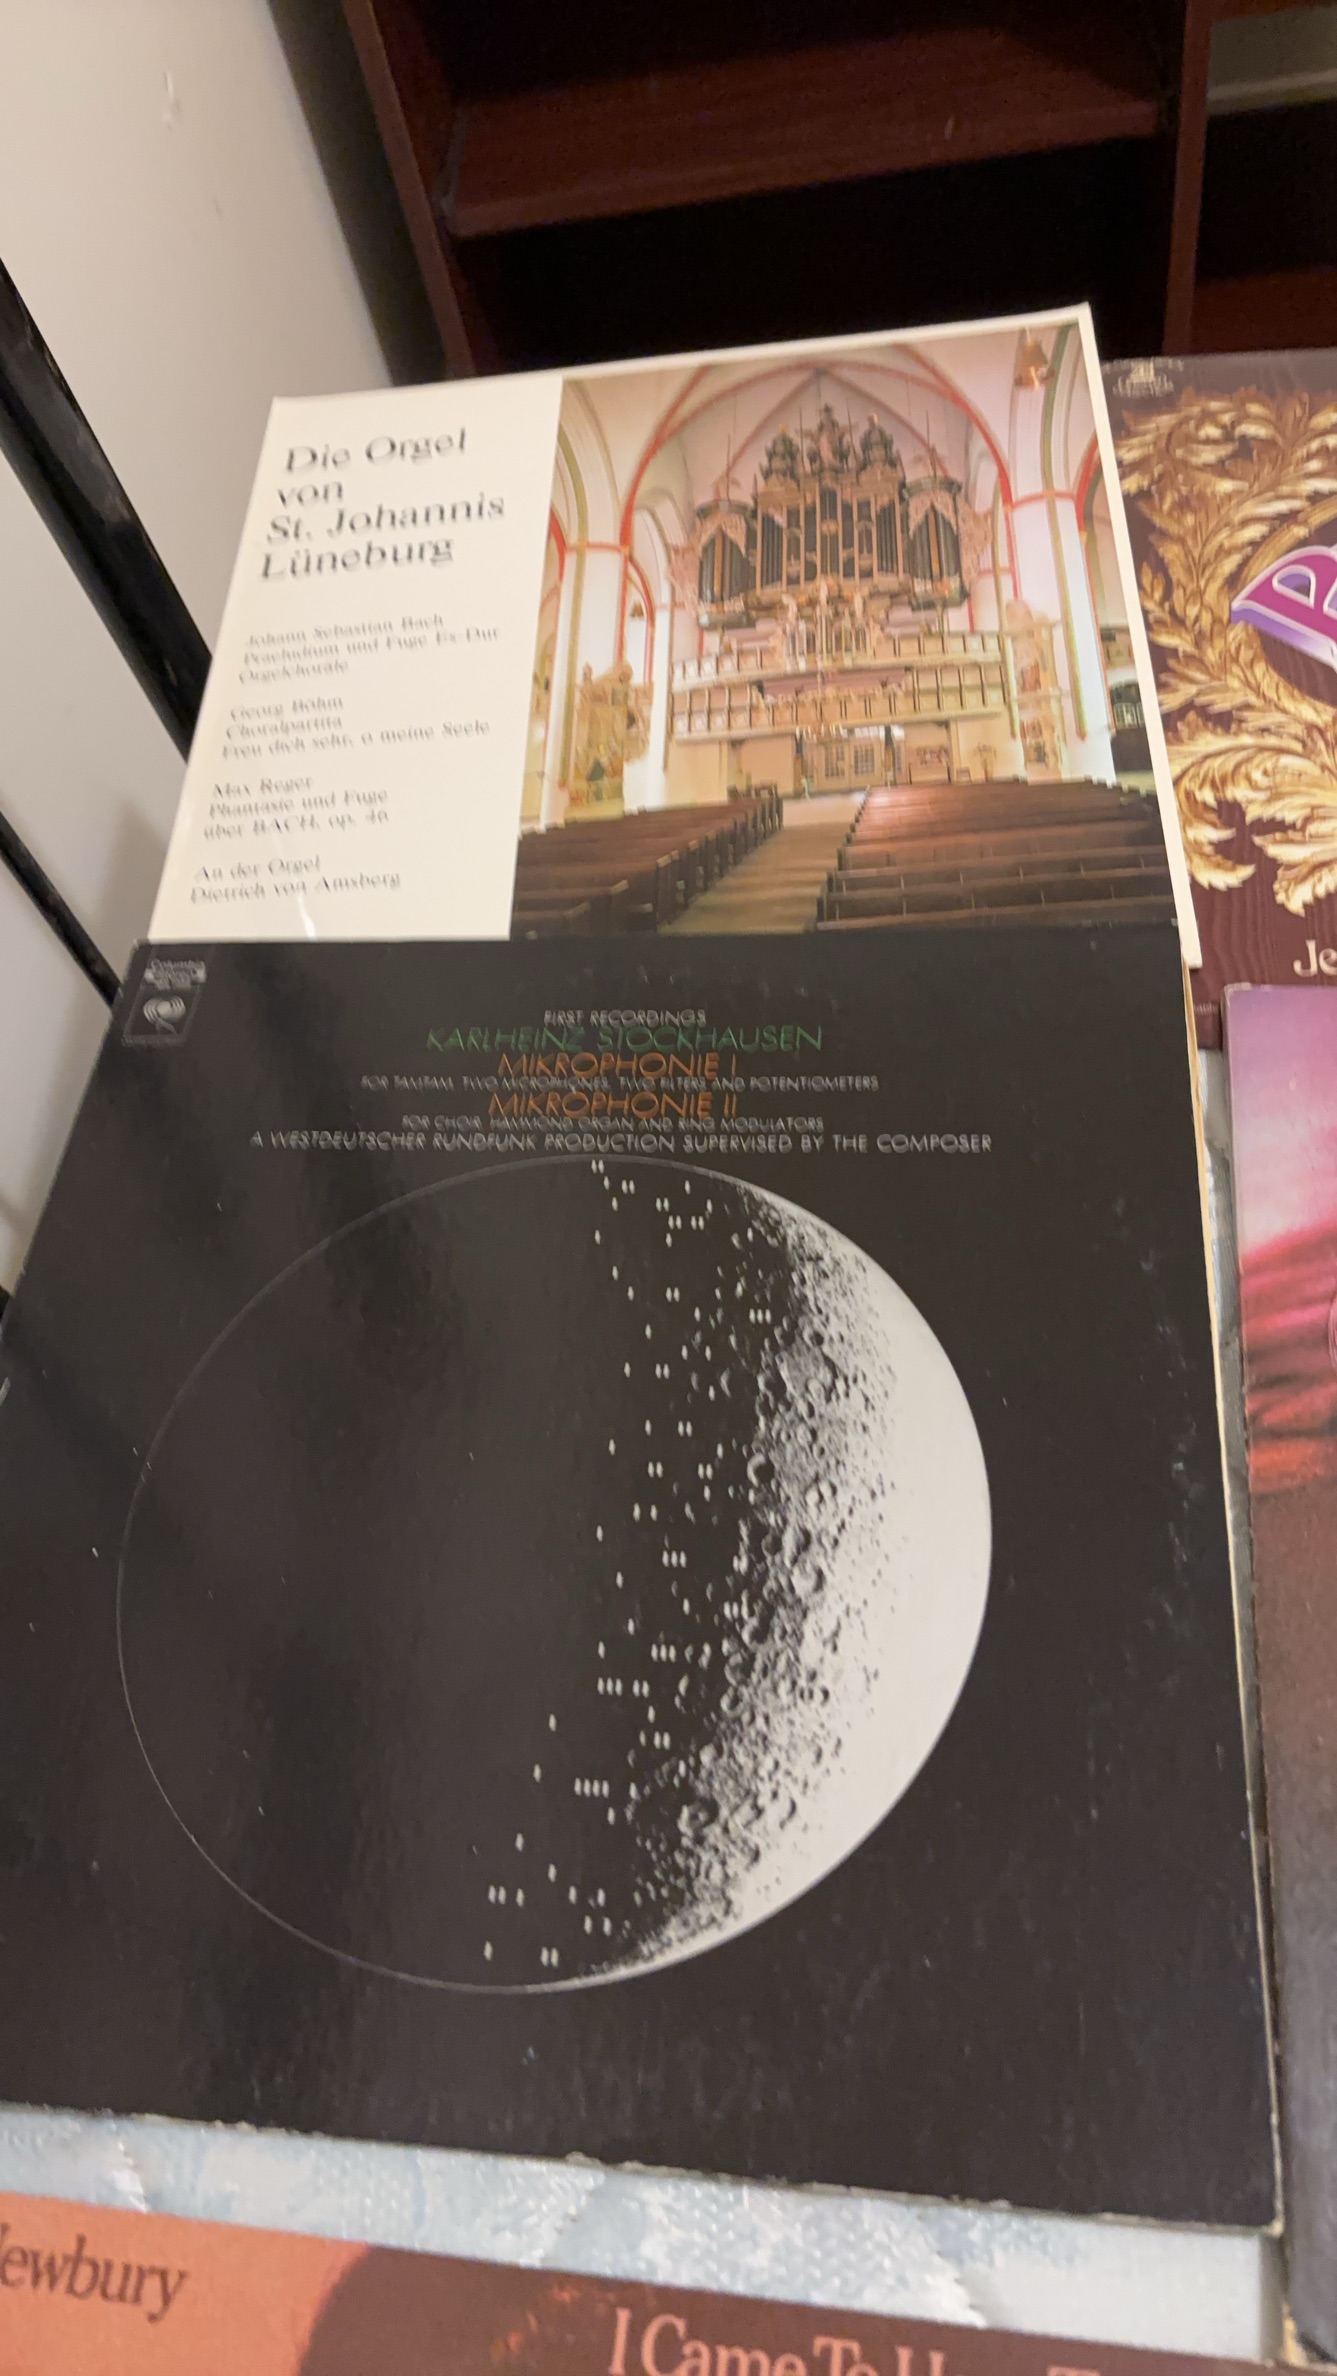 Die Orgel
von
St. Johannis
Lüneburg
Johann Sebastian Bach
Praeludium und Fuge Es-Dur
Orgelchoräle
Georg Böhm
Choralpartita
Freu dich sehr, o meine Seele
Max Reger
Phantasie und Fuge
über BACH, op. 46
An der Orgel
Dietrich von Amsberg
Je
Columbia
FIRST RECORDINGS
KARLHEINZ STOCKHAUSEN
MIKROPHONIE I
FOR TAMTAM, TWO MICROPHONES, TWO FILTERS AND POTENTIOMETERS
MIKROPHONIE II
FOR CHOIR, HAMMOND ORGAN AND RING MODULATORS
A WESTDEUTSCHER RUNDFUNK PRODUCTION SUPERVISED BY THE COMPOSER
ewbury
I Came To